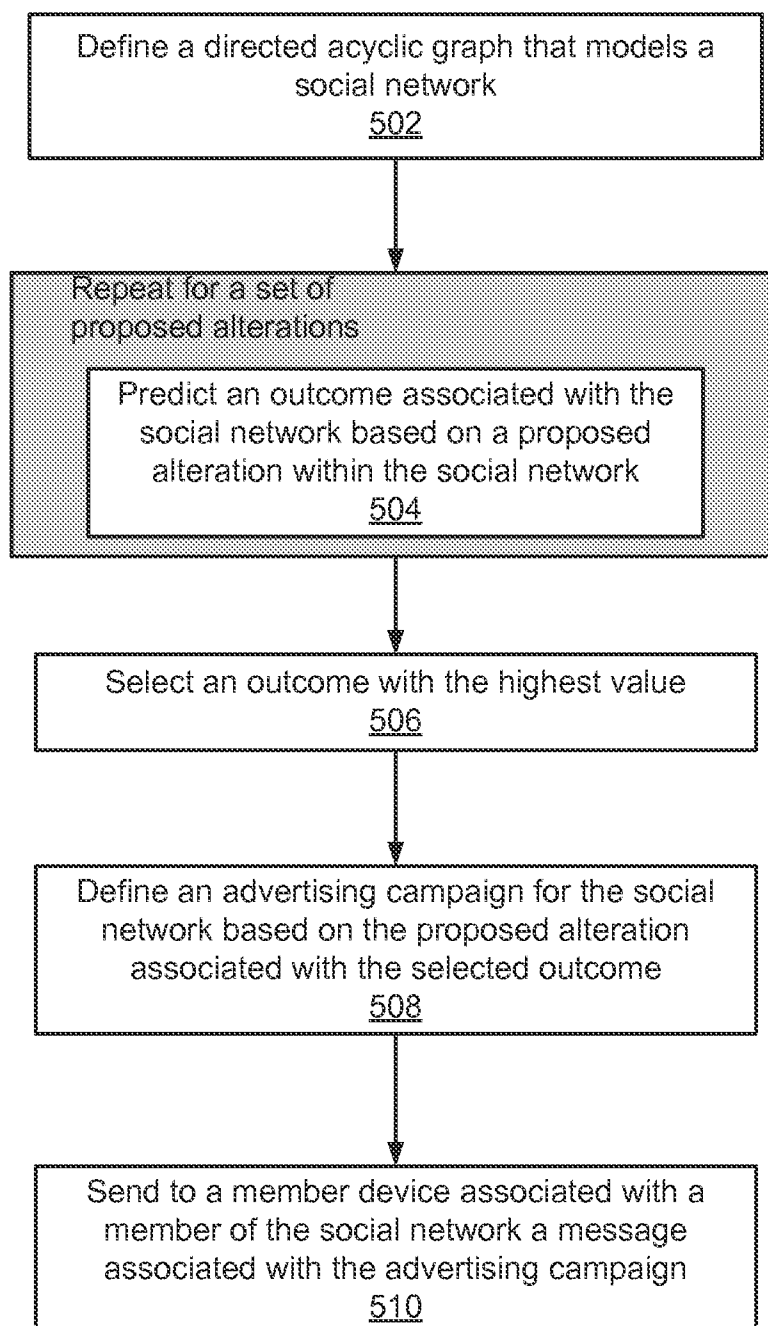 Define a directed acyclic graph that models a
social network
502
Repeat for a set of
proposed alterations
Predict an outcome associated with the
social network based on a proposed
alteration within the social network
504
Select an outcome with the highest value
506
Define an advertising campaign for the social
network based on the proposed alteration
associated with the selected outcome
508
Send to a member device associated with a
member of the social network a message
associated with the advertising campaign
510